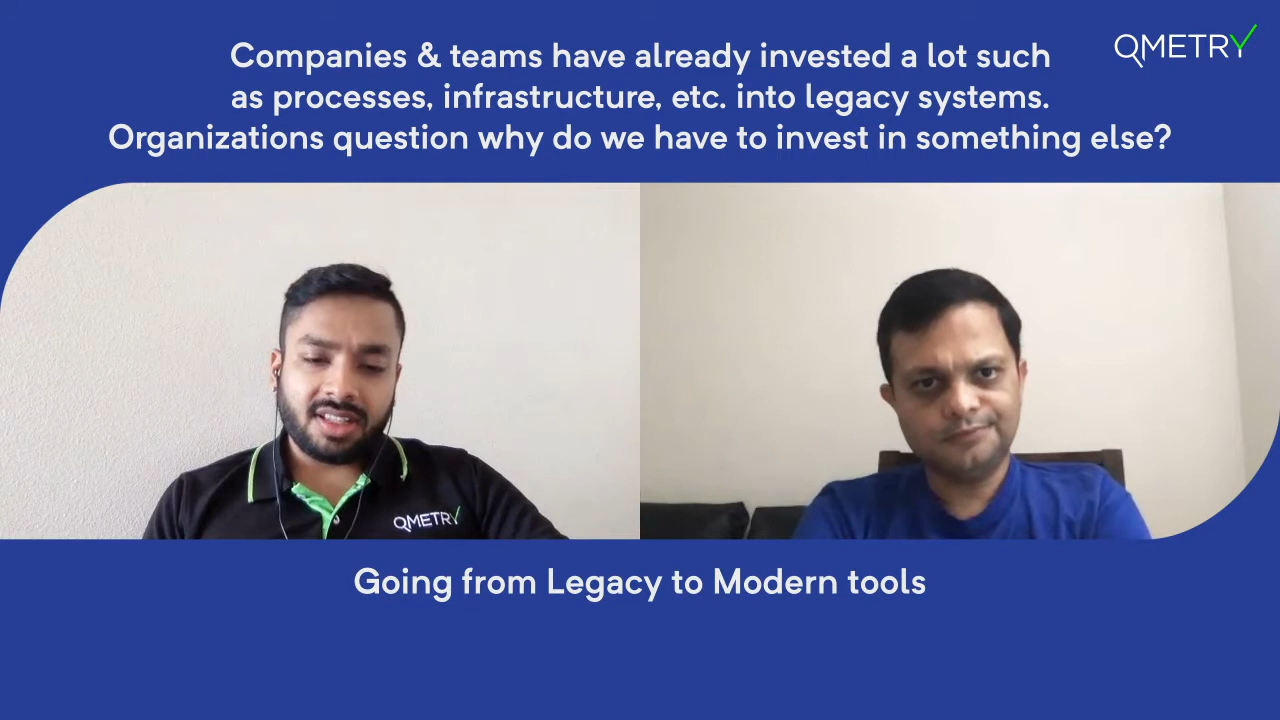 Companies & teams have already invested a lot such
as processes, infrastructure, etc. into legacy systems.
Organizations question why do we have to invest in something else?
QMETRY
QMETRY
Going from Legacy to Modern tools